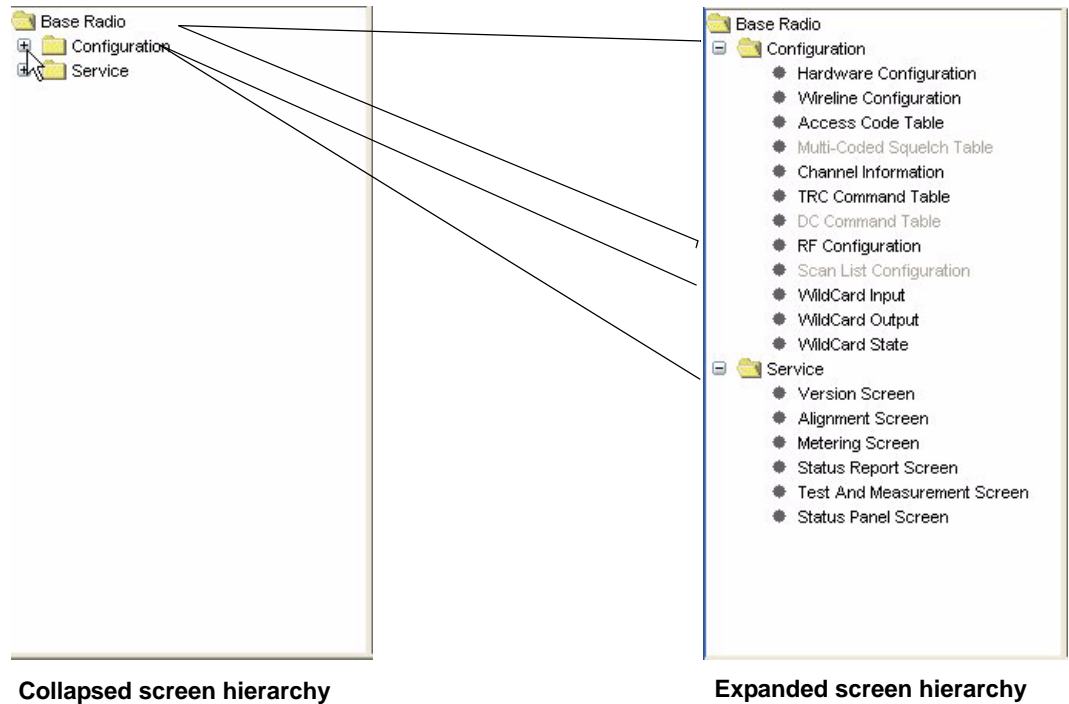 Base Radio
Configuration
Service
Collapsed screen hierarchy
Base Radio
Configuration
Hardware Configuration
Wireline Configuration
Access Code Table
Multi-Coded Squelch Table
Channel Information
TRC Command Table
DC Command Table
RF Configuration
Scan List Configuration
WildCard Input
WildCard Output
WildCard State
Service
Version Screen
Alignment Screen
Metering Screen
Status Report Screen
Test And Measurement Screen
Status Panel Screen
Expanded screen hierarchy